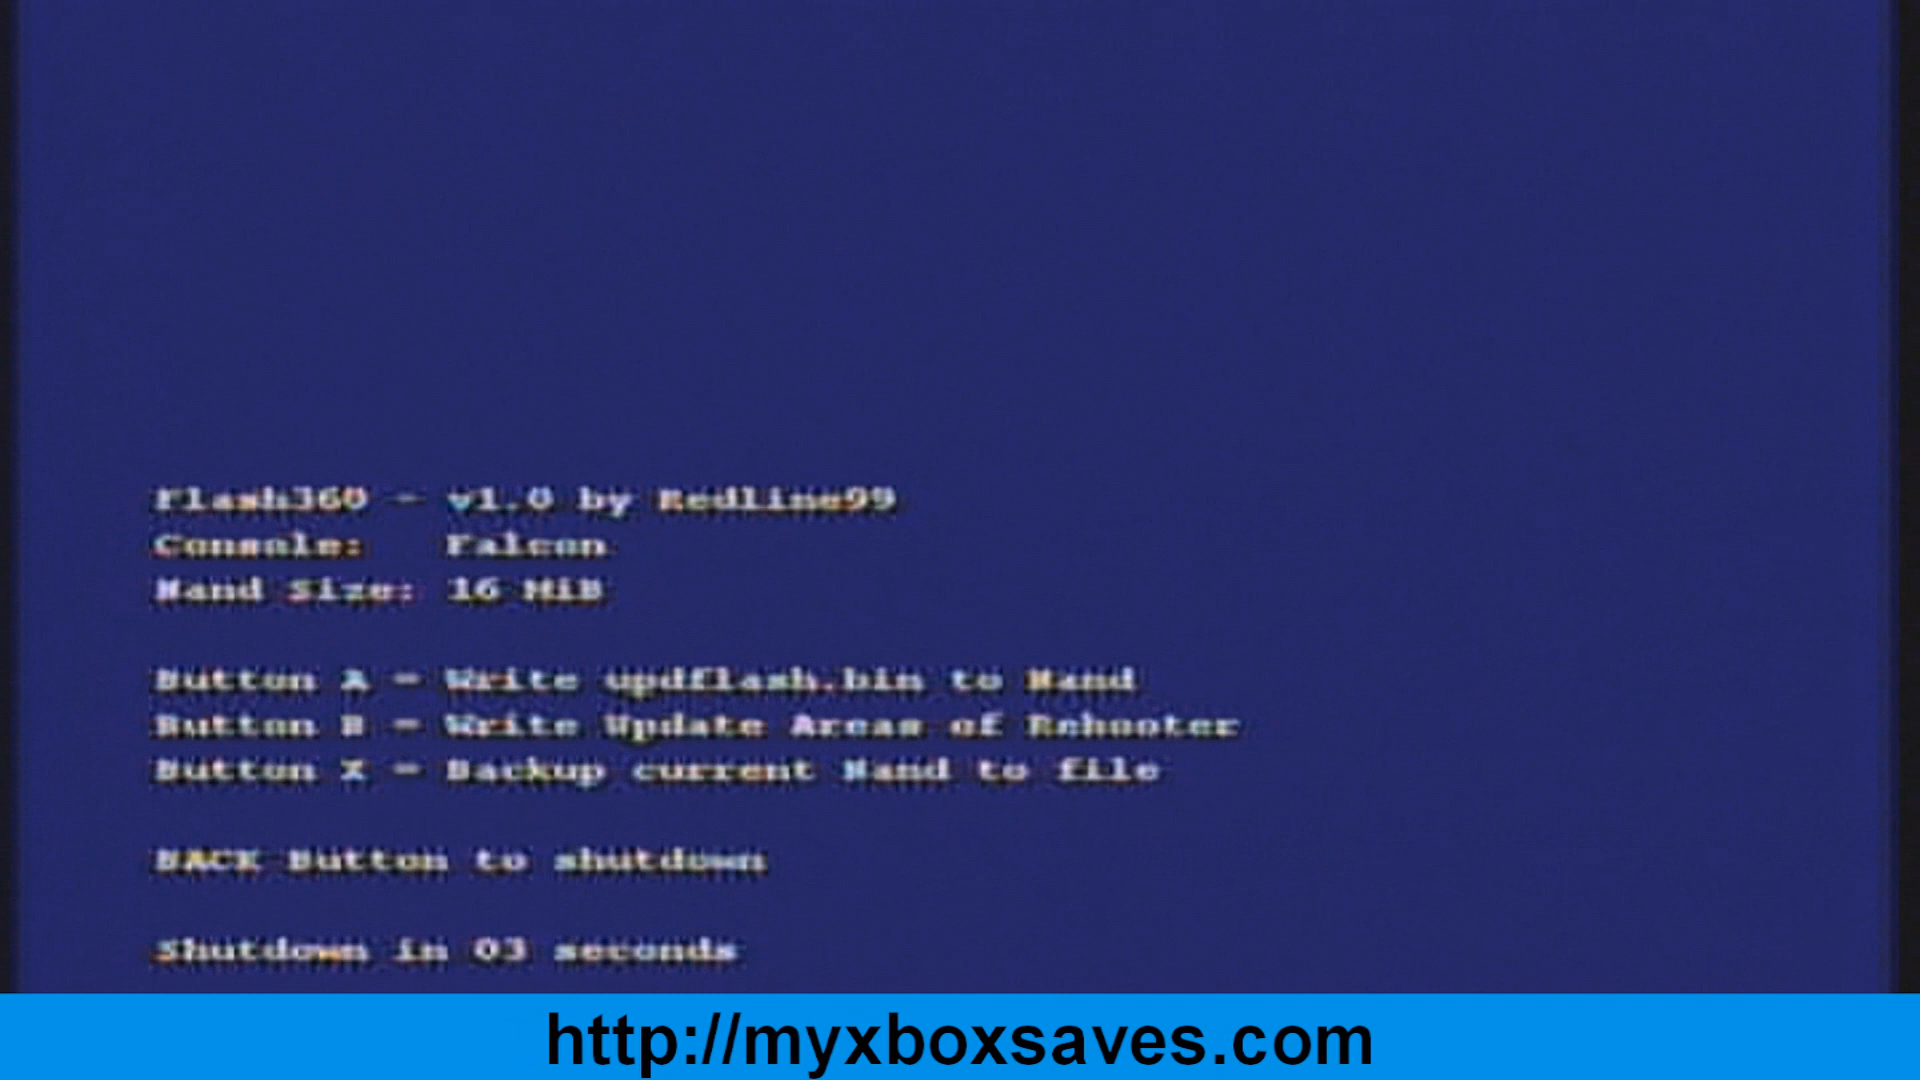 Flash360 - v1.0 by Redline99
Console: Falcon
Nand Size: 16 MiB
Button A - Write updflash.bin to Nand
Button B - Write Update Areas of Rebooter
Button X - Backup current Nand to file
BACK Button to shutdown
Shutdown in 03 seconds
http://myxboxsaves.com